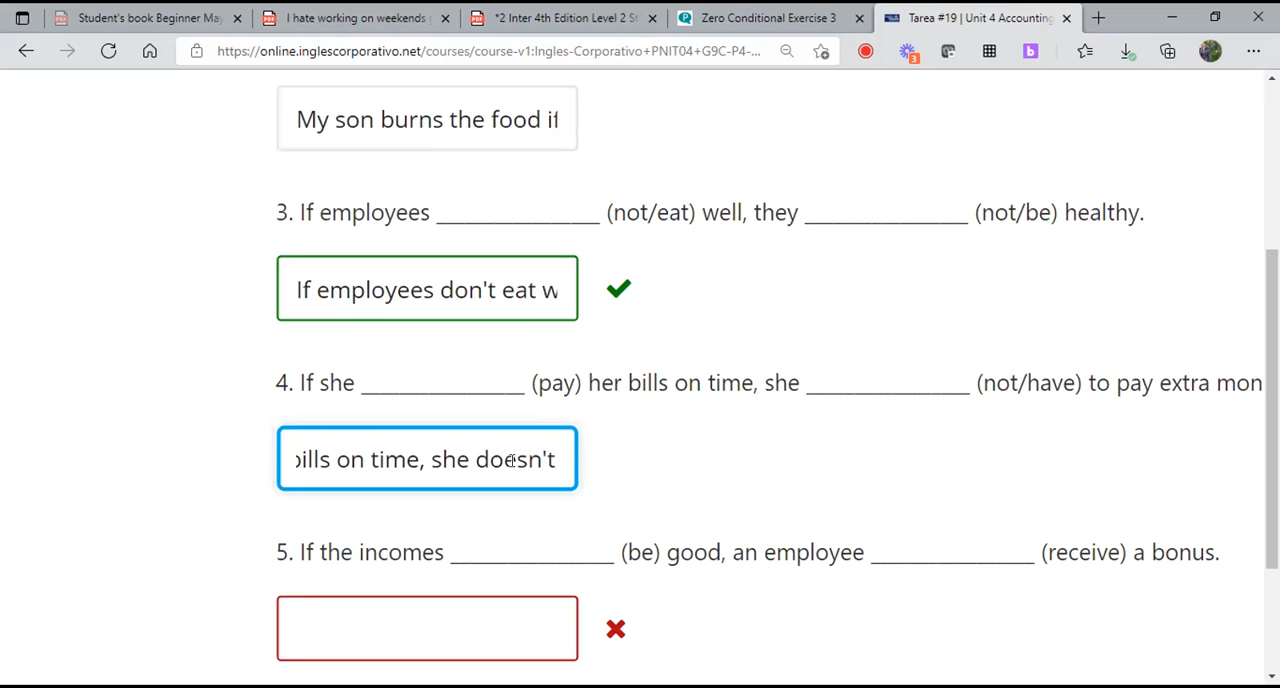 Student's book Beginner May
I hate working on weekends
*2 Inter 4th Edition Level 2 St
Zero Conditional Exercise 3
Tarea #19 | Unit 4 Accounting
https://online.inglescorporativo.net/courses/course-v1:Ingles-Corporativo+PNIT04+G9C-P4-...
3
b
My son burns the food if
3. If employees _______________ (not/eat) well, they _______________ (not/be) healthy.
If employees don't eat w
4. If she _______________ (pay) her bills on time, she _______________ (not/have) to pay extra mon
bills on time, she doesn't
5. If the incomes _______________ (be) good, an employee _______________ (receive) a bonus.